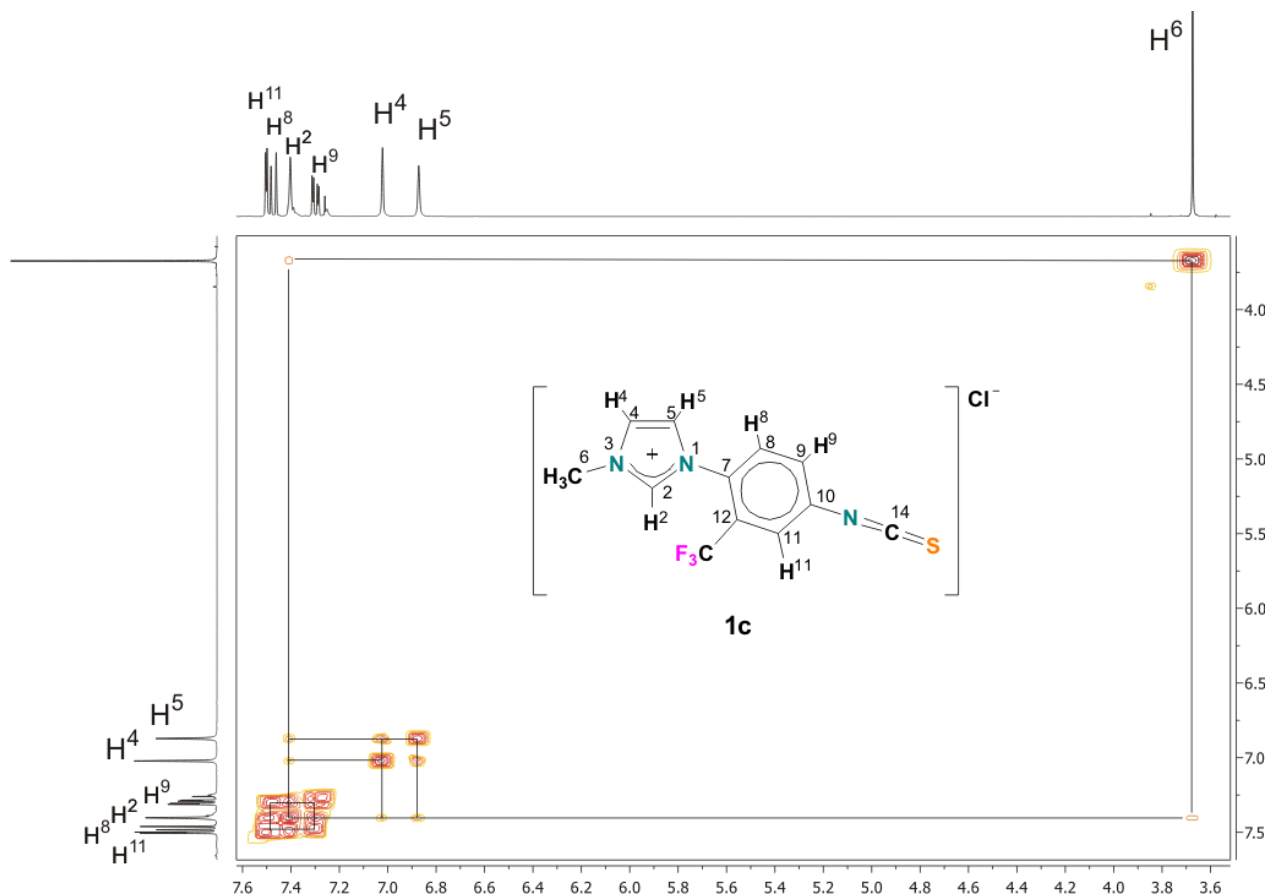 H⁶
H¹¹
H⁸
H²
H⁹
H⁴
H⁵
4.0
4.5
5.0
5.5
6.0
6.5
7.0
7.5
[
H⁴
4
5
H⁵
H⁸
8
9
H⁹
] Cl⁻
6
3
N
+
1
N
7
H₃C
2
H²
12
10
N
14
C
S
F₃C
11
H¹¹
1c
H⁵
H⁴
H⁹
H²
H⁸
H¹¹
7.6 7.4 7.2 7.0 6.8 6.6 6.4 6.2 6.0 5.8 5.6 5.4 5.2 5.0 4.8 4.6 4.4 4.2 4.0 3.8 3.6